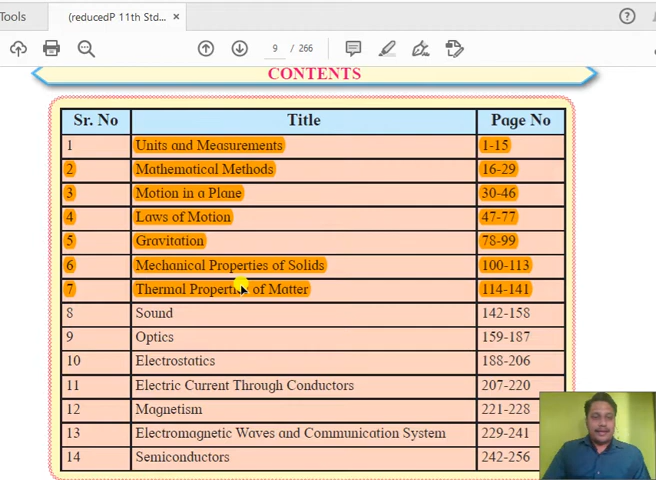 Tools
(reducedP 11th Std... ×
9 / 266
CONTENTS
Sr. No Title Page No
1 Units and Measurements 1-15
2 Mathematical Methods 16-29
3 Motion in a Plane 30-46
4 Laws of Motion 47-77
5 Gravitation 78-99
6 Mechanical Properties of Solids 100-113
7 Thermal Properties of Matter 114-141
8 Sound 142-158
9 Optics 159-187
10 Electrostatics 188-206
11 Electric Current Through Conductors 207-220
12 Magnetism 221-228
13 Electromagnetic Waves and Communication System 229-241
14 Semiconductors 242-256